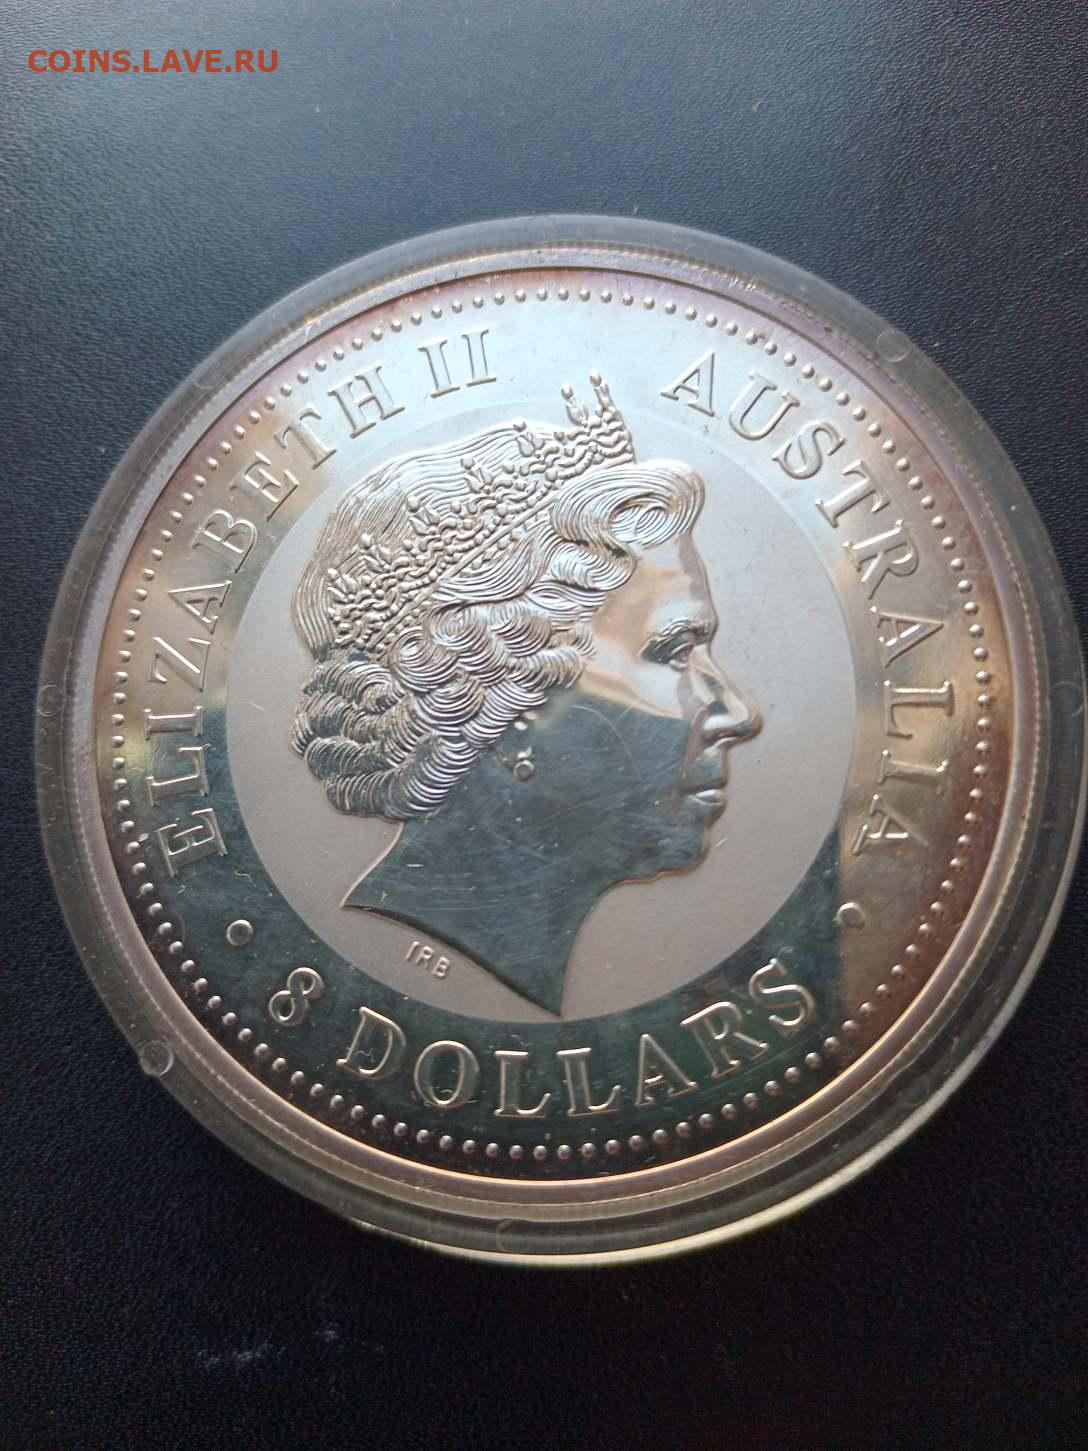 COINS.LAVE.RU
ELIZABETH II AUSTRALIA
8 DOLLARS
IRB